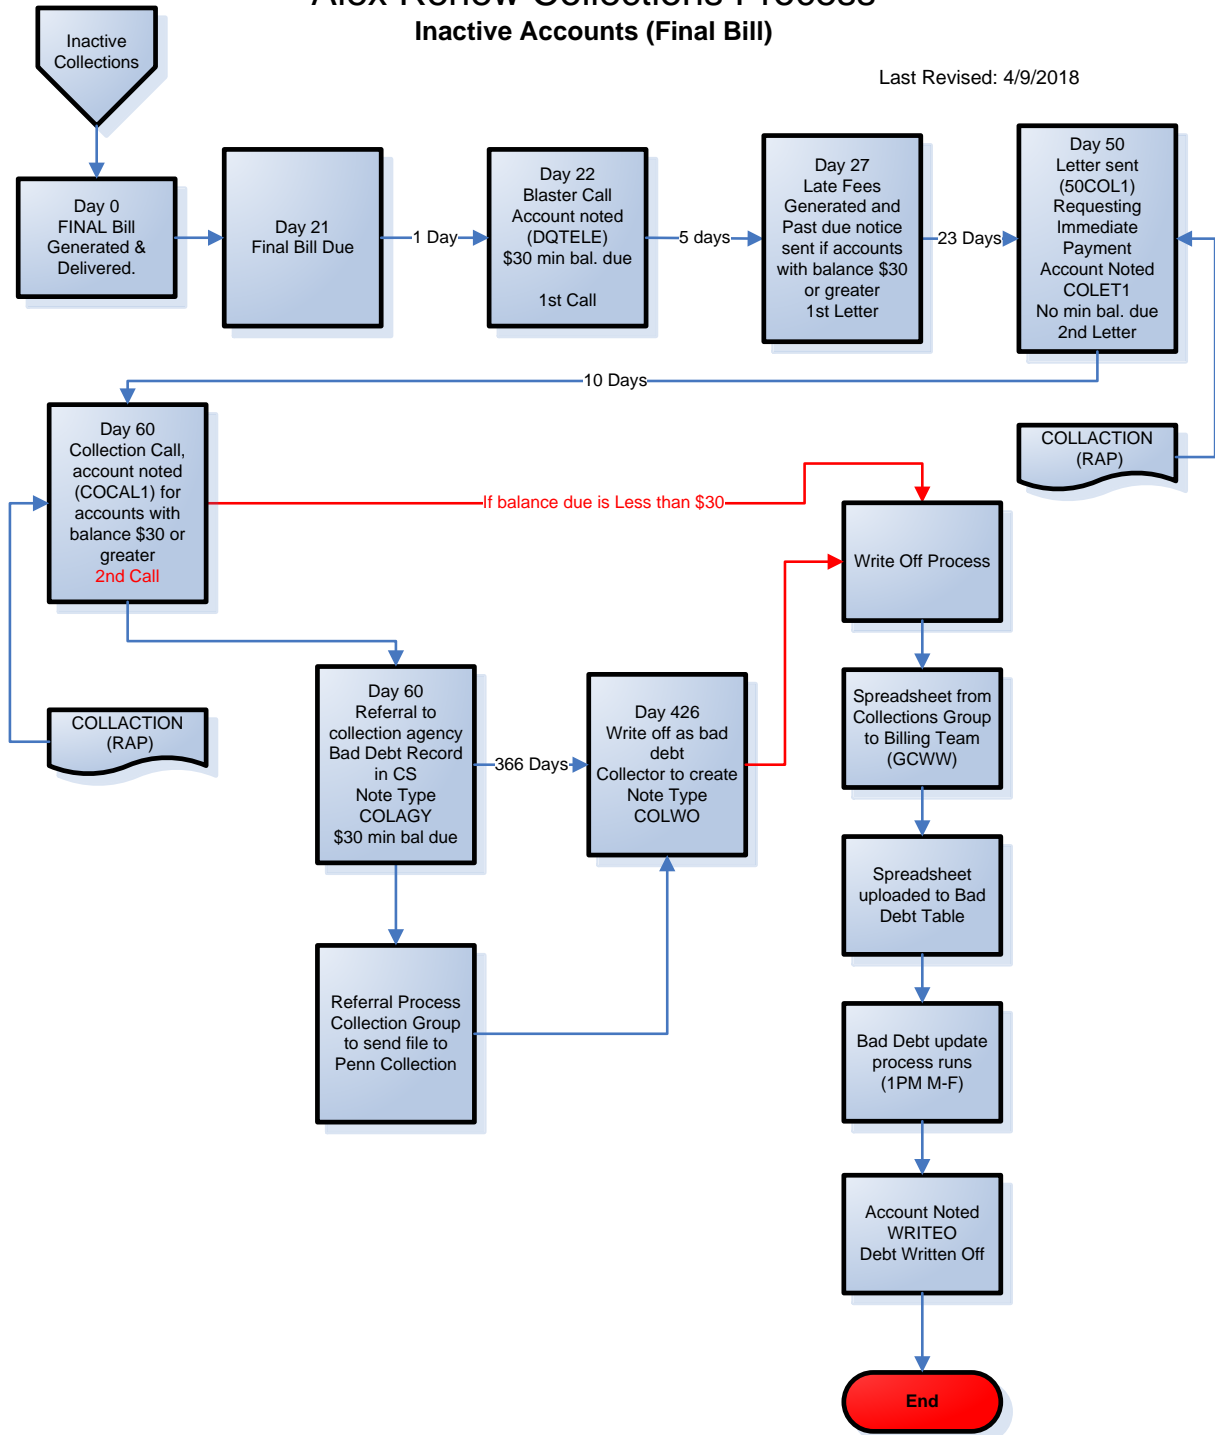 Alex Renew Collections Process
Inactive Accounts (Final Bill)
Last Revised: 4/9/2018
Inactive
Collections
Day 0
FINAL Bill
Generated &
Delivered.
Day 21
Final Bill Due
1 Day
Day 22
Blaster Call
Account noted
(DQTELE)
$30 min bal. due
1st Call
5 days
Day 27
Late Fees
Generated and
Past due notice
sent if accounts
with balance $30
or greater
1st Letter
23 Days
Day 50
Letter sent
(50COL1)
Requesting
Immediate
Payment
Account Noted
COLET1
No min bal. due
2nd Letter
10 Days
COLLACTION
(RAP)
Day 60
Collection Call,
account noted
(COCAL1) for
accounts with
balance $30 or
greater
2nd Call
If balance due is Less than $30
Write Off Process
COLLACTION
(RAP)
Day 60
Referral to
collection agency
Bad Debt Record
in CS
Note Type
COLAGY
$30 min bal due
366 Days
Day 426
Write off as bad
debt
Collector to create
Note Type
COLWO
Spreadsheet from
Collections Group
to Billing Team
(GCWW)
Spreadsheet
uploaded to Bad
Debt Table
Referral Process
Collection Group
to send file to
Penn Collection
Bad Debt update
process runs
(1PM M-F)
Account Noted
WRITEO
Debt Written Off
End